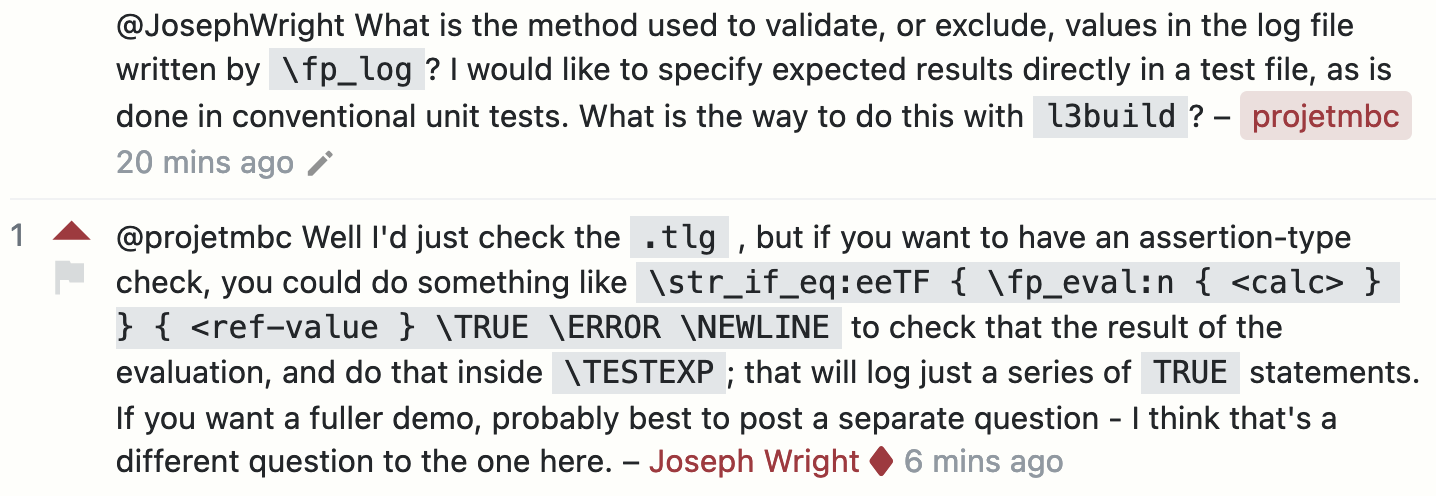 @JosephWright What is the method used to validate, or exclude, values in the log file
written by \fp_log? I would like to specify expected results directly in a test file, as is
done in conventional unit tests. What is the way to do this with l3build? – projetmbc
20 mins ago
1 @projetmbc Well I'd just check the .tlg , but if you want to have an assertion-type
check, you could do something like \str_if_eq:eeTF { \fp_eval:n { <calc> }
} { <ref-value } \TRUE \ERROR \NEWLINE to check that the result of the
evaluation, and do that inside \TESTEXP; that will log just a series of TRUE statements.
If you want a fuller demo, probably best to post a separate question - I think that's a
different question to the one here. – Joseph Wright ♦ 6 mins ago